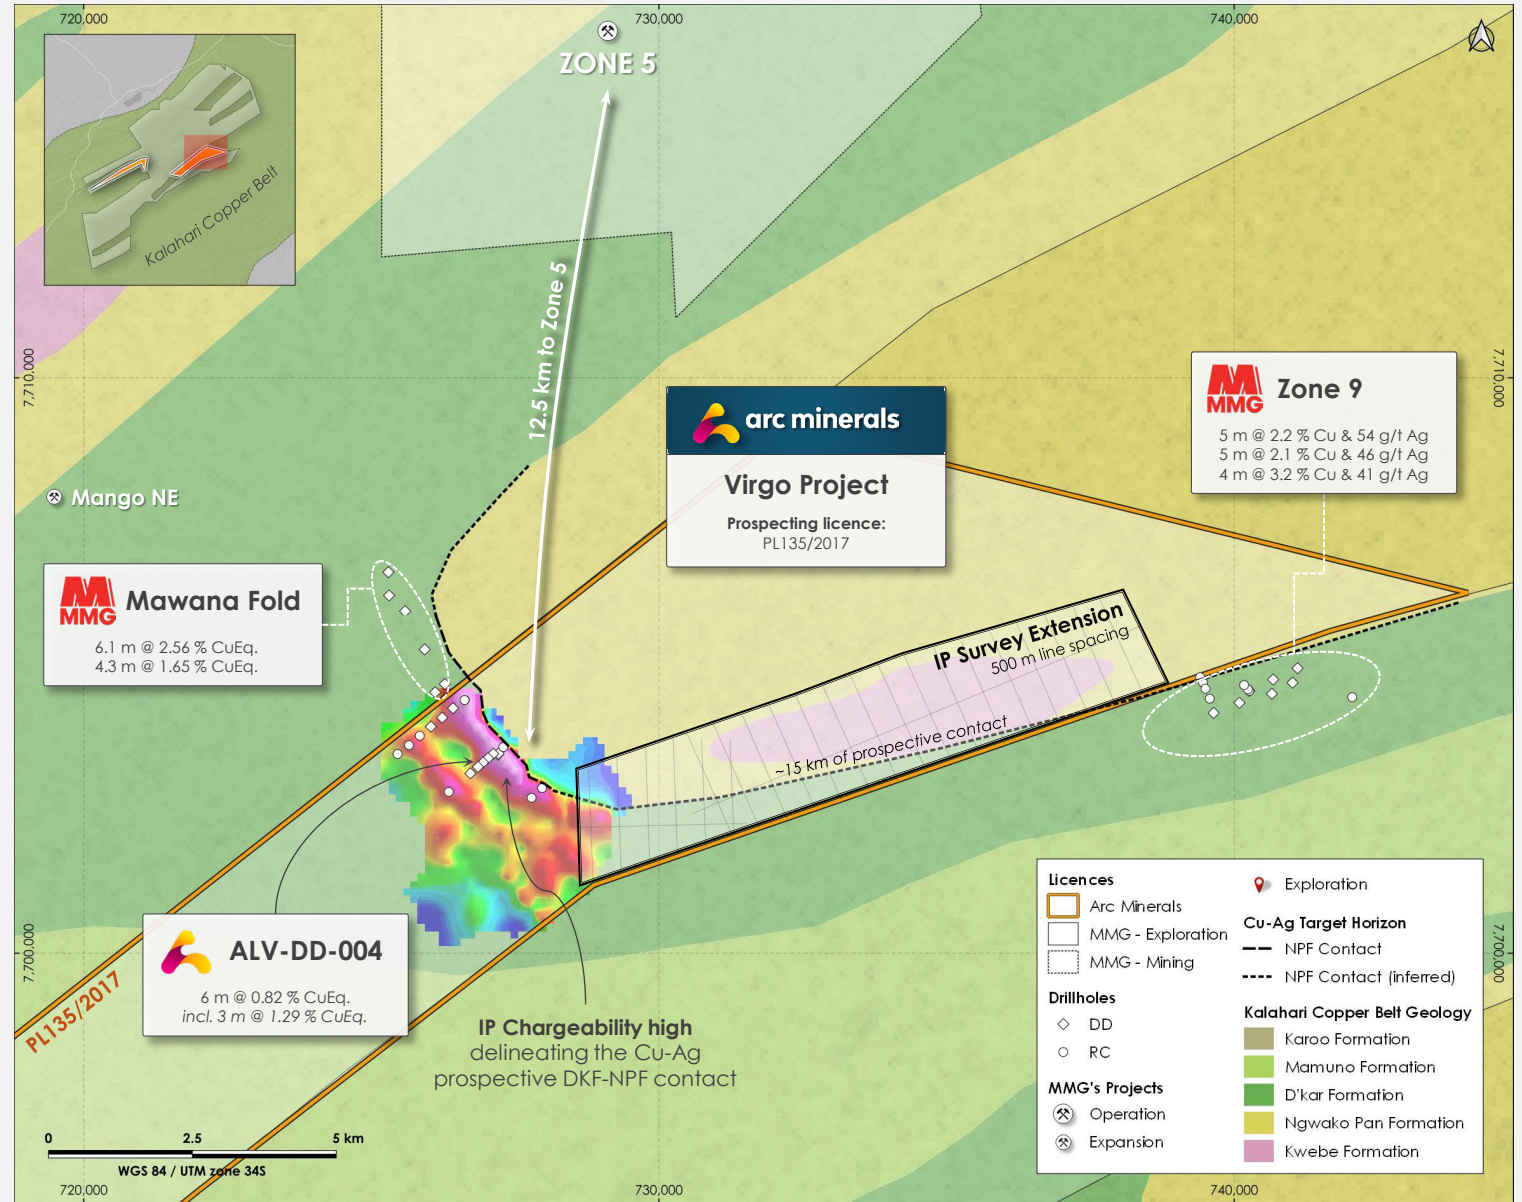 720,000
730,000
740,000
ZONE 5
Kalahari Copper Belt
12.5 km to Zone 5
7,710,000
7,710,000
MMG
Zone 9
5 m @ 2.2 % Cu & 54 g/t Ag
5 m @ 2.1 % Cu & 46 g/t Ag
4 m @ 3.2 % Cu & 41 g/t Ag
arc minerals
Virgo Project
Prospecting licence:
PL135/2017
Mango NE
MMG
Mawana Fold
6.1 m @ 2.56 % CuEq.
4.3 m @ 1.65 % CuEq.
IP Survey Extension
500 m line spacing
~15 km of prospective contact
ALV-DD-004
6 m @ 0.82 % CuEq.
incl. 3 m @ 1.29 % CuEq.
7,700,000
7,700,000
PL135/2017
IP Chargeability high
delineating the Cu-Ag
prospective DKF-NPF contact
Licences
Arc Minerals
MMG - Exploration
MMG - Mining
Drillholes
DD
RC
MMG's Projects
Operation
Expansion
Exploration
Cu-Ag Target Horizon
NPF Contact
NPF Contact (inferred)
Kalahari Copper Belt Geology
Karoo Formation
Mamuno Formation
D'kar Formation
Ngwako Pan Formation
Kwebe Formation
0
2.5
5 km
WGS 84 / UTM zone 34S
720,000
730,000
740,000